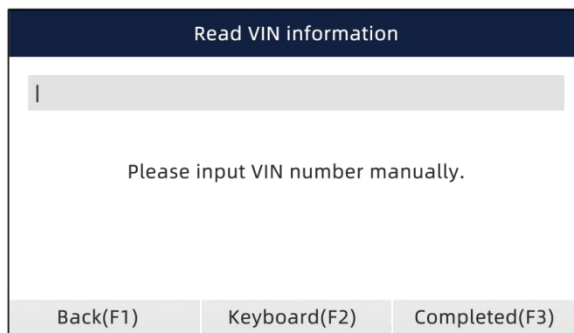 Read VIN information
Please input VIN number manually.
Back(F1) Keyboard(F2) Completed(F3)